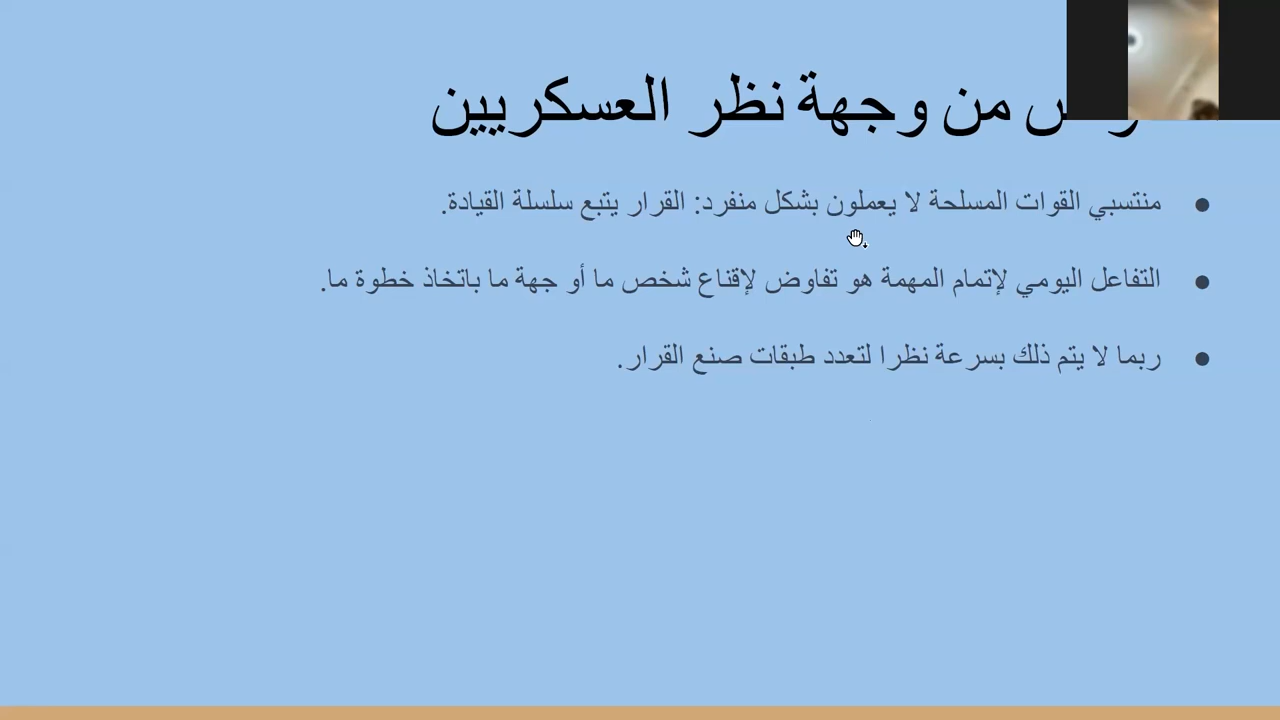 من وجهة نظر العسكريين
منتسبي القوات المسلحة لا يعملون بشكل منفرد: القرار يتبع سلسلة القيادة.
التفاعل اليومي لإتمام المهمة هو تفاوض لإقناع شخص ما أو جهة ما باتخاذ خطوة ما.
ربما لا يتم ذلك بسرعة نظرا لتعدد طبقات صنع القرار.